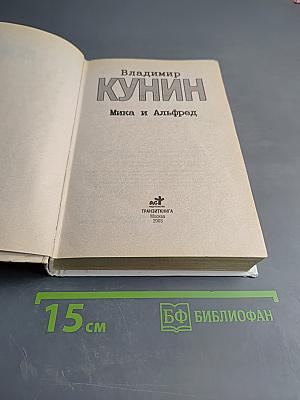 Владимир
КУНИН
Мика и Альфред
АСТ
ТРАНЗИТКНИГА
Москва
2005
15 см
БФ БИБЛИОФАН